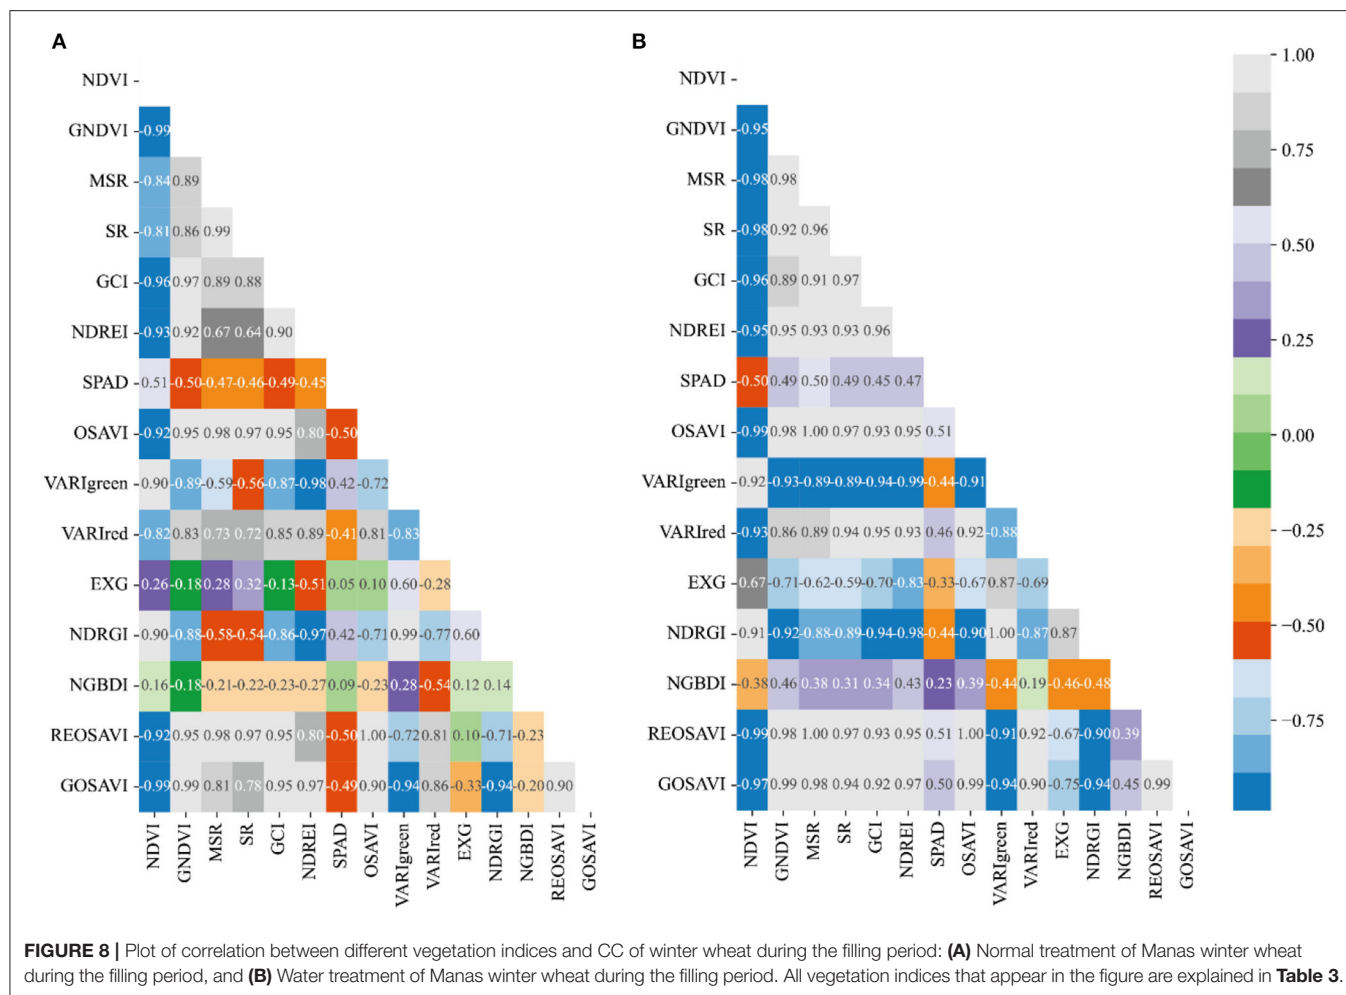 A
B
NDVI
GNDVI -0.99
MSR -0.84 0.89
SR -0.81 0.86 0.99
GCI -0.96 0.97 0.89 0.88
NDREI -0.93 0.92 0.67 0.64 0.90
SPAD 0.51 -0.50 -0.47 -0.46 -0.49 -0.45
OSAVI -0.92 0.95 0.98 0.97 0.95 0.80 -0.50
VARIgreen 0.90 -0.89 -0.59 -0.56 -0.87 -0.98 0.42 -0.72
VARIred -0.82 0.83 0.73 0.72 0.85 0.89 -0.41 0.81 -0.83
EXG 0.26 -0.18 0.28 0.32 -0.13 -0.51 0.05 0.10 0.60 -0.28
NDRGI 0.90 -0.88 -0.58 -0.54 -0.86 -0.97 0.42 -0.71 0.99 -0.77 0.60
NGBDI 0.16 -0.18 -0.21 -0.22 -0.23 -0.27 0.09 -0.23 0.28 -0.54 0.12 0.14
REOSAVI -0.92 0.95 0.98 0.97 0.95 0.80 -0.50 1.00 -0.72 0.81 0.10 -0.71 -0.23
GOSAVI -0.99 0.99 0.81 0.78 0.95 0.97 -0.49 0.90 -0.94 0.86 -0.33 -0.94 -0.20 0.90
NDVI GNDVI MSR SR GCI NDREI SPAD OSAVI VARIgreen VARIred EXG NDRGI NGBDI REOSAVI GOSAVI
NDVI
GNDVI -0.95
MSR -0.98 0.98
SR -0.98 0.92 0.96
GCI -0.96 0.89 0.91 0.97
NDREI -0.95 0.95 0.93 0.93 0.96
SPAD -0.50 0.49 0.50 0.49 0.45 0.47
OSAVI -0.99 0.98 1.00 0.97 0.93 0.95 0.51
VARIgreen 0.92 -0.93 -0.89 -0.89 -0.94 -0.99 -0.44 -0.91
VARIred -0.93 0.86 0.89 0.94 0.95 0.93 0.46 0.92 -0.88
EXG 0.67 -0.71 -0.62 -0.59 -0.70 -0.83 -0.33 -0.67 0.87 -0.69
NDRGI 0.91 -0.92 -0.88 -0.89 -0.94 -0.98 -0.44 -0.90 1.00 -0.87 0.87
NGBDI -0.38 0.46 0.38 0.31 0.34 0.43 0.23 0.39 -0.44 0.19 -0.46 -0.48
REOSAVI -0.99 0.98 1.00 0.97 0.93 0.95 0.51 1.00 -0.91 0.92 -0.67 -0.90 0.39
GOSAVI -0.97 0.99 0.98 0.94 0.92 0.97 0.50 0.99 -0.94 0.90 -0.75 -0.94 0.45 0.99
NDVI GNDVI MSR SR GCI NDREI SPAD OSAVI VARIgreen VARIred EXG NDRGI NGBDI REOSAVI GOSAVI
1.00
0.75
0.50
0.25
0.00
−0.25
−0.50
−0.75
FIGURE 8 | Plot of correlation between different vegetation indices and CC of winter wheat during the filling period: (A) Normal treatment of Manas winter wheat
during the filling period, and (B) Water treatment of Manas winter wheat during the filling period. All vegetation indices that appear in the figure are explained in Table 3.